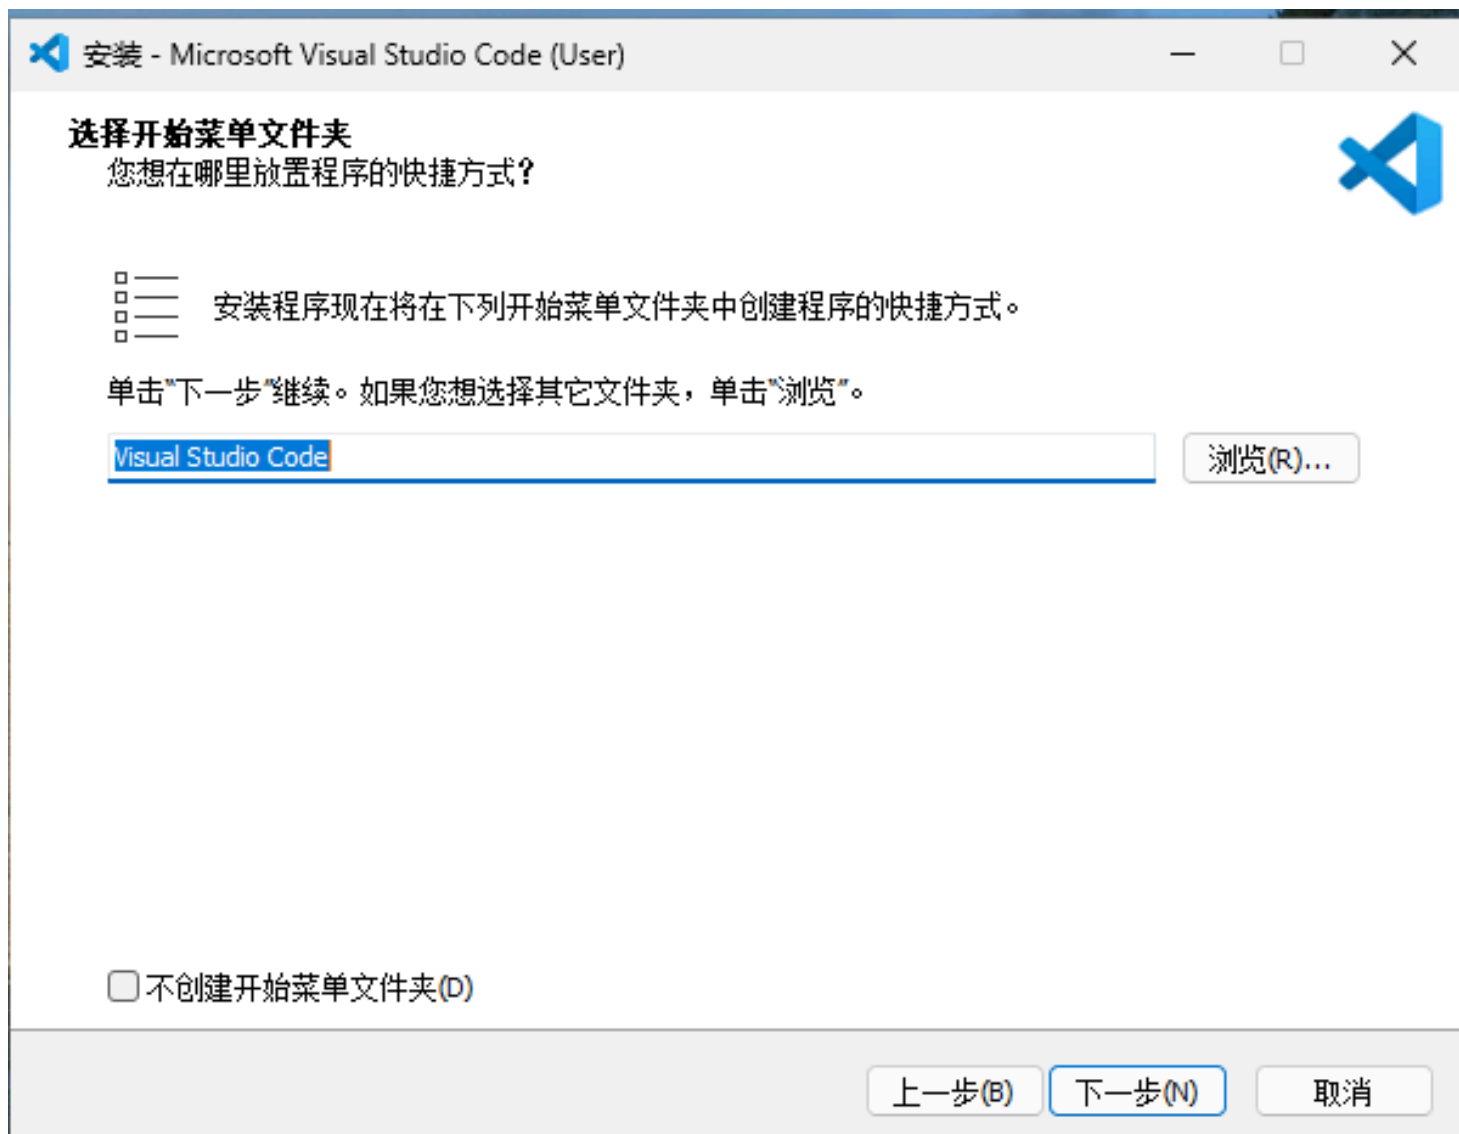 安装 - Microsoft Visual Studio Code (User)
选择开始菜单文件夹
您想在哪里放置程序的快捷方式?
安装程序现在将在下列开始菜单文件夹中创建程序的快捷方式。
单击"下一步"继续。如果您想选择其它文件夹，单击"浏览"。
Visual Studio Code
浏览(R)...
不创建开始菜单文件夹(D)
上一步(B) 下一步(N) 取消